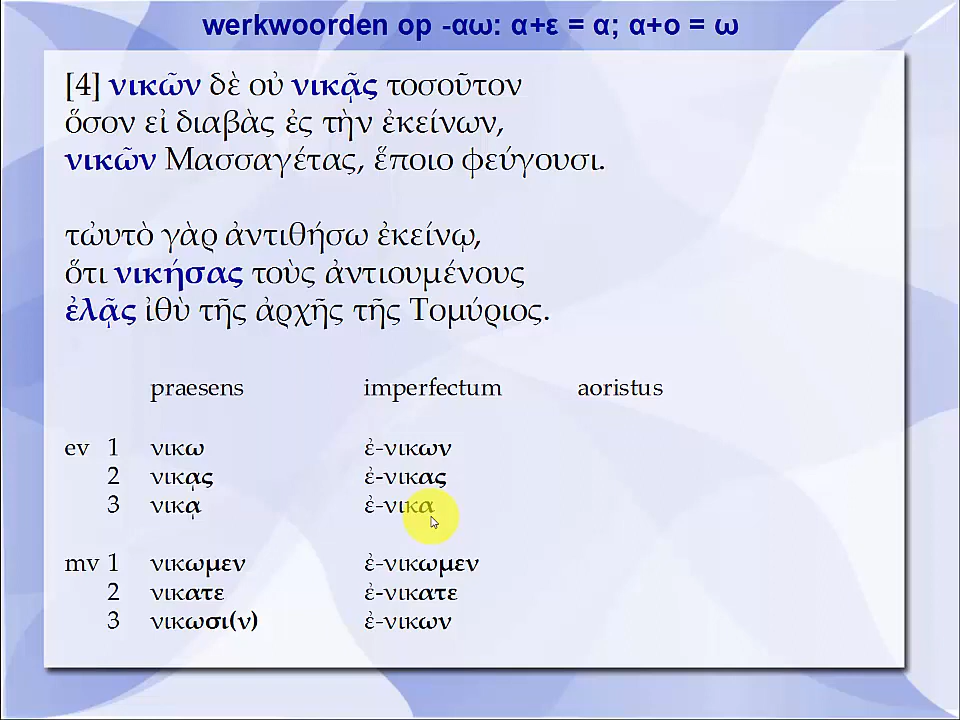 werkwoorden op -αω: α+ε = α; α+ο = ω
[4] νικῶν δὲ οὐ νικᾷς τοσοῦτον
ὅσον εἰ διαβὰς ἐς τὴν ἐκείνων,
νικῶν Μασσαγέτας, ἕποιο φεύγουσι.
τὠυτὸ γὰρ ἀντιθήσω ἐκείνῳ,
ὅτι νικήσας τοὺς ἀντιουμένους
ἐλᾷς ἰθὺ τῆς ἀρχῆς τῆς Τομύριος.
praesens imperfectum aoristus
ev 1 νικω ἐ-νικων
2 νικᾳς ἐ-νικας
3 νικᾳ ἐ-νικα
mv 1 νικωμεν ἐ-νικωμεν
2 νικατε ἐ-νικατε
3 νικωσι(ν) ἐ-νικων